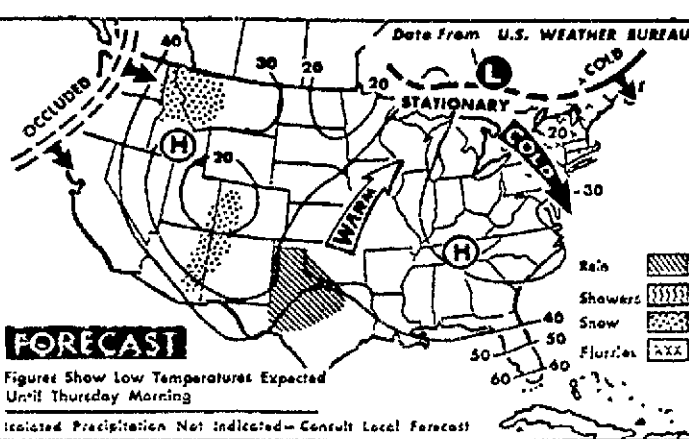 Data From U.S. WEATHER BUREAU
40
30
20
20
COLD
L
OCCLUDED
STATIONARY
COLD
20
H
20
30
WARM
H
Rain
Showers
Snow
Flurries
40
50
50
60
60
FORECAST
Figures Show Low Temperatures Expected
Until Thursday Morning
Isolated Precipitation Not Indicated – Consult Local Forecast